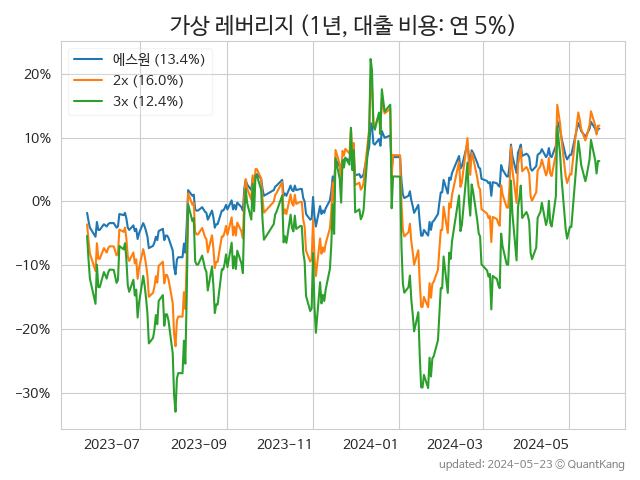 가상 레버리지 (1년, 대출 비용: 연 5%)
에스원 (13.4%)
2x (16.0%)
3x (12.4%)
20%
10%
0%
−10%
−20%
−30%
2023-07 2023-09 2023-11 2024-01 2024-03 2024-05
updated: 2024-05-23 ⓒ QuantKang